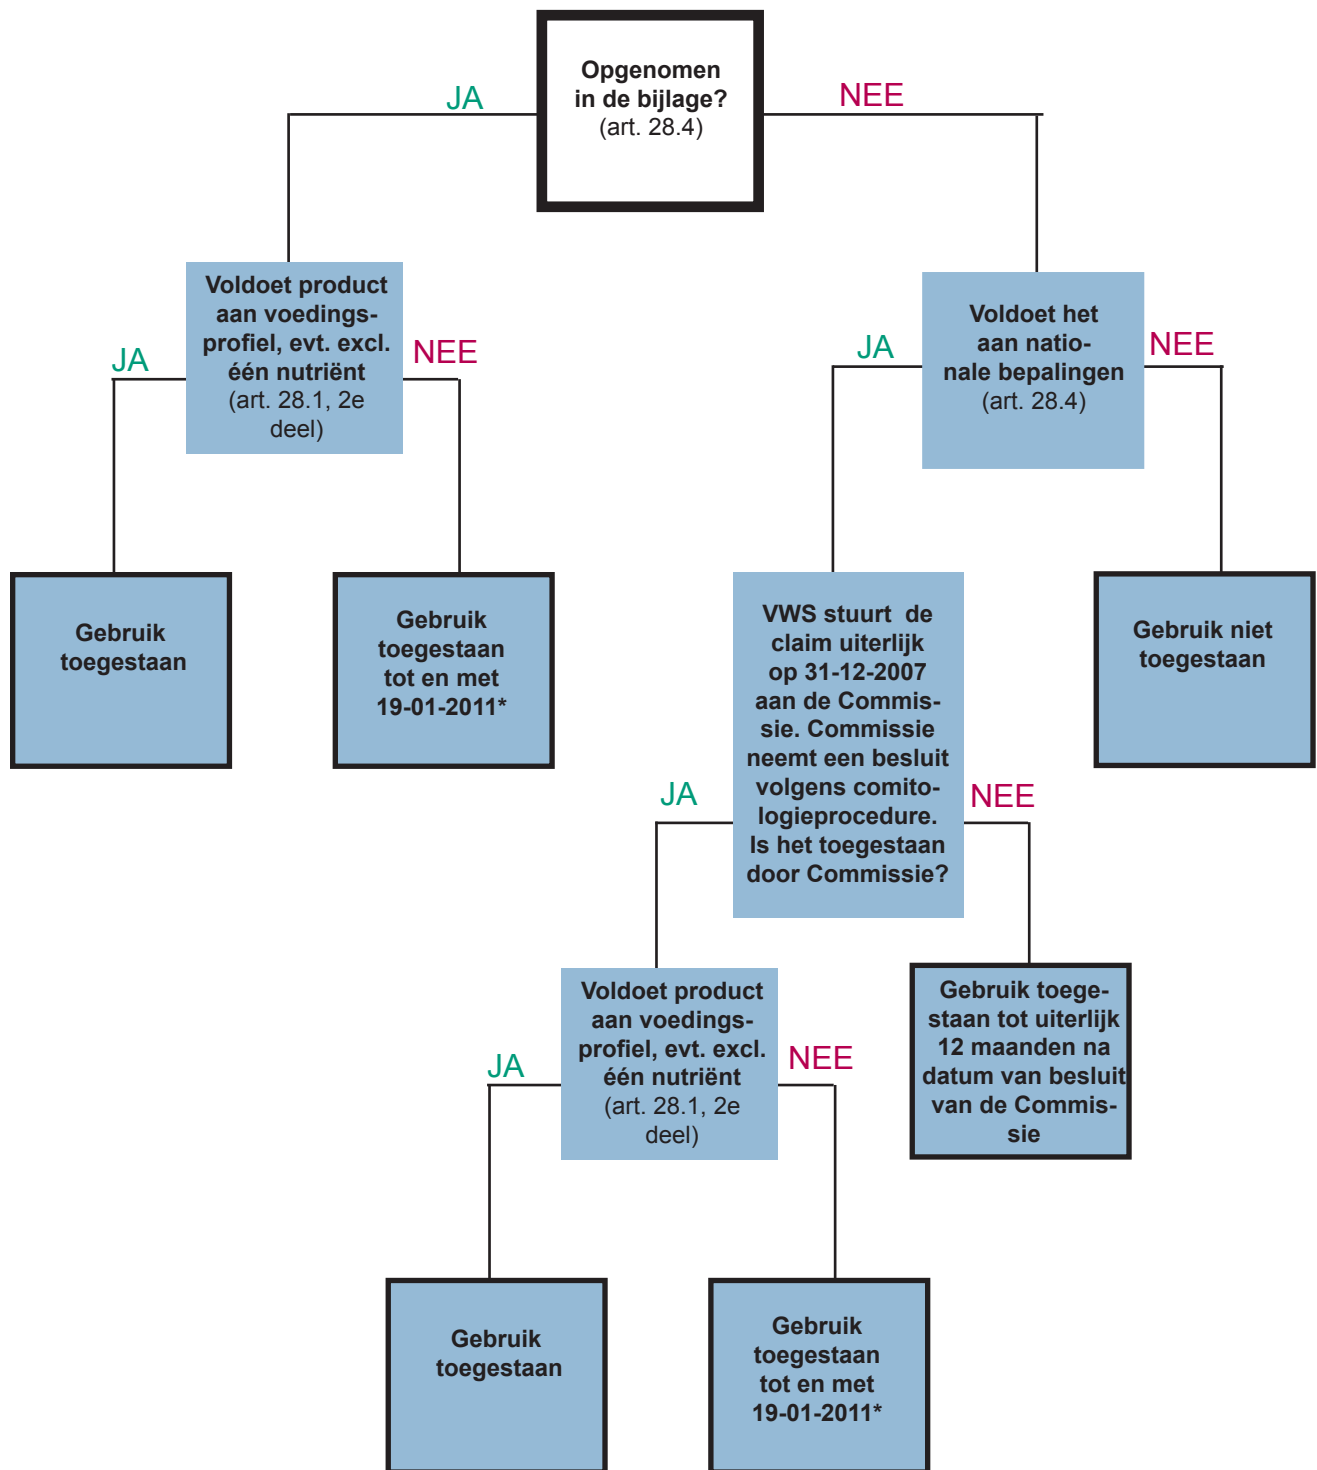 Opgenomen
in de bijlage?
(art. 28.4)
JA
NEE
Voldoet product
aan voedings-
profiel, evt. excl.
één nutriënt
(art. 28.1, 2e
deel)
JA
NEE
Voldoet het
aan natio-
nale bepalingen
(art. 28.4)
JA
NEE
Gebruik
toegestaan
Gebruik
toegestaan
tot en met
19-01-2011*
VWS stuurt de
claim uiterlijk
op 31-12-2007
aan de Commis-
sie. Commissie
neemt een besluit
volgens comito-
logieprocedure.
Is het toegestaan
door Commissie?
Gebruik niet
toegestaan
JA
NEE
Voldoet product
aan voedings-
profiel, evt. excl.
één nutriënt
(art. 28.1, 2e
deel)
JA
NEE
Gebruik toege-
staan tot uiterlijk
12 maanden na
datum van besluit
van de Commis-
sie
Gebruik
toegestaan
Gebruik
toegestaan
tot en met
19-01-2011*